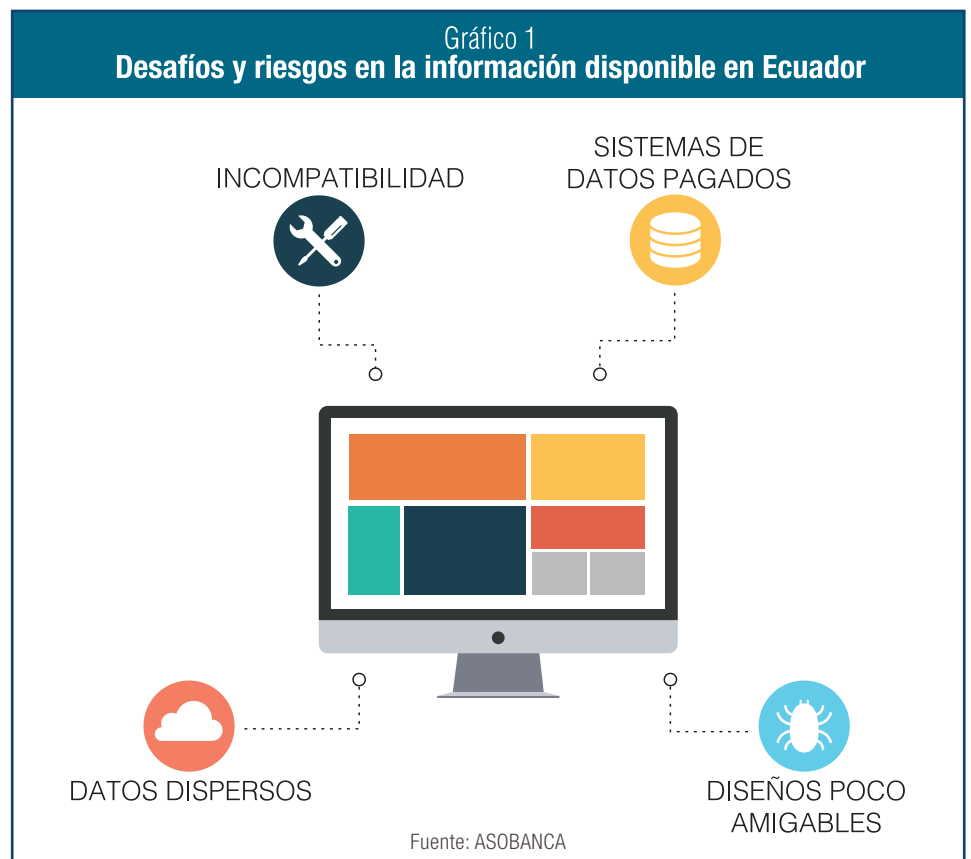 Gráfico 1
Desafíos y riesgos en la información disponible en Ecuador
INCOMPATIBILIDAD
SISTEMAS DE
DATOS PAGADOS
DATOS DISPERSOS
DISEÑOS POCO
AMIGABLES
Fuente: ASOBANCA